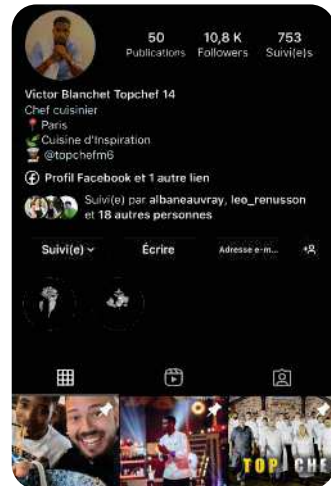 50 10,8 K 753
Publications Followers Suivi(e)s
Victor Blanchet Topchef 14
Chef cuisinier
Paris
Cuisine d'Inspiration
@topchefm6
Profil Facebook et 1 autre lien
Suivi(e) par albaneauvray, leo_renusson
et 18 autres personnes
Suivi(e) Écrire Adresse e-m...
TOP CHE